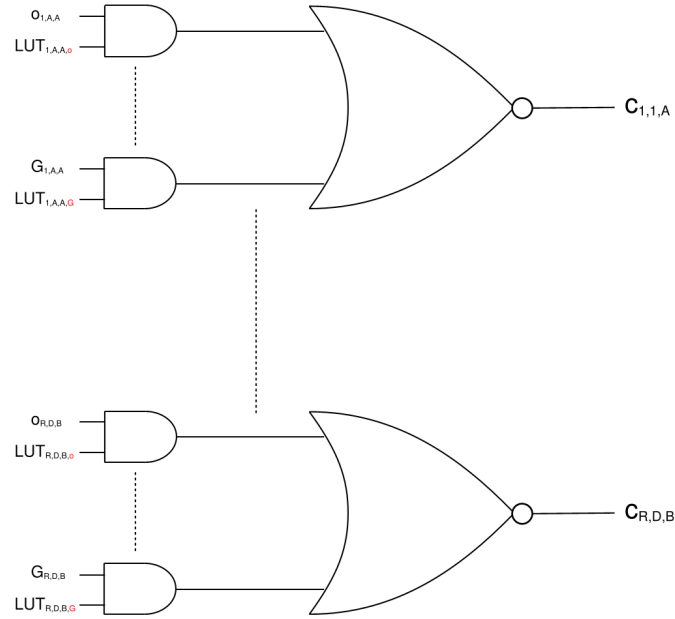 o1,A,A
LUT1,A,A,o
C1,1,A
G1,A,A
LUT1,A,A,G
oR,D,B
LUTR,D,B,o
CR,D,B
GR,D,B
LUTR,D,B,G